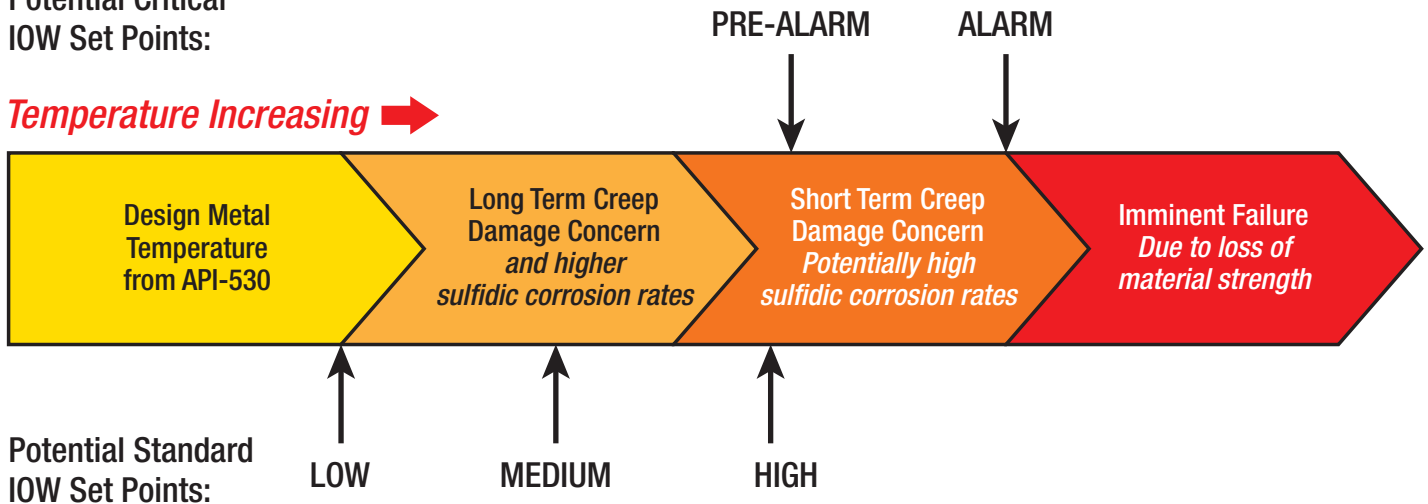 Potential Critical
IOW Set Points:
PRE-ALARM
ALARM
Temperature Increasing
Design Metal
Temperature
from API-530
Long Term Creep
Damage Concern
and higher
sulfidic corrosion rates
Short Term Creep
Damage Concern
Potentially high
sulfidic corrosion rates
Imminent Failure
Due to loss of
material strength
Potential Standard
IOW Set Points:
LOW
MEDIUM
HIGH